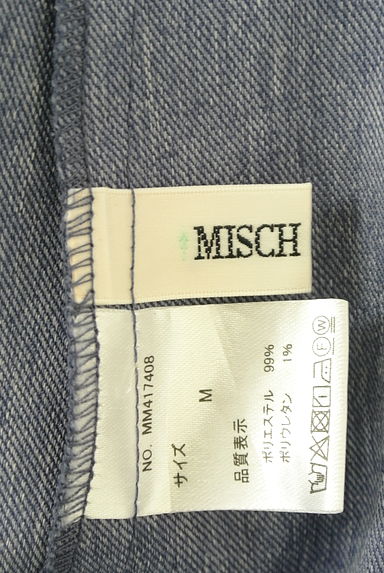 MISCH
NO. MM417408
サイズ M
品質表示
ポリエステル 99%
ポリウレタン 1%